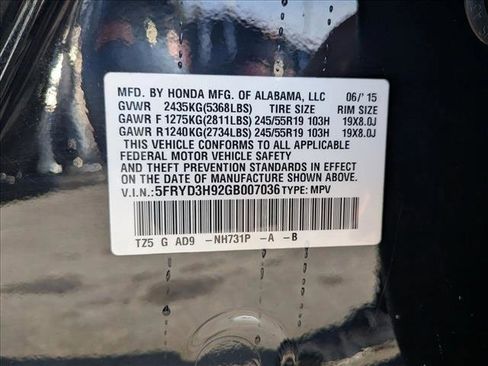 MFD. BY HONDA MFG. OF ALABAMA, LLC 06/'15
GVWR 2435KG(5368LBS) TIRE SIZE RIM SIZE
GAWR F 1275KG(2811LBS) 245/55R19 103H 19X8.0J
GAWR R 1240KG(2734LBS) 245/55R19 103H 19X8.0J
THIS VEHICLE CONFORMS TO ALL APPLICABLE
FEDERAL MOTOR VEHICLE SAFETY AND
THEFT PREVENTION STANDARDS IN EFFECT
ON THE DATE OF MANUFACTURE SHOWN ABOVE.
V.I.N.:5FRYD3H92GB007036 TYPE: MPV
TZ5 G AD9 -NH731P -A -B